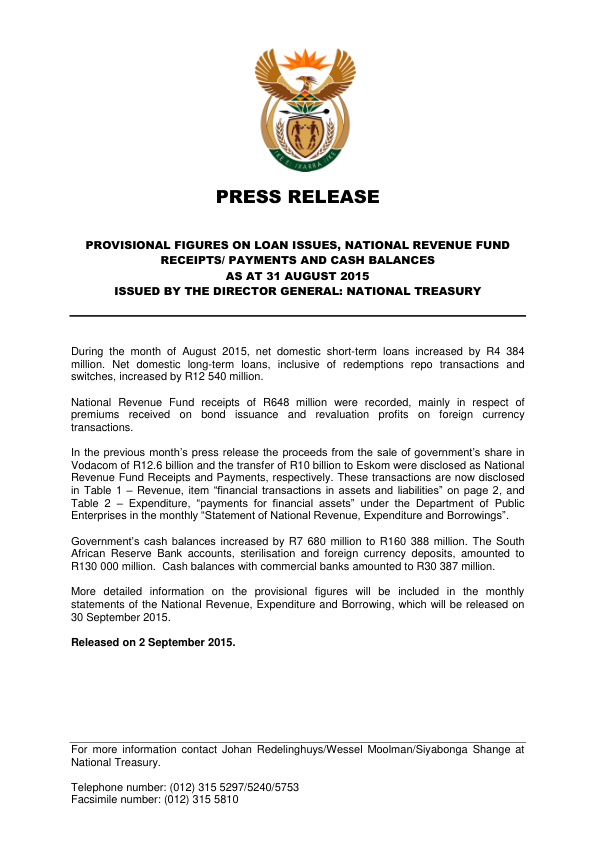 !KE E: /XARRA //KE
PRESS RELEASE
PROVISIONAL FIGURES ON LOAN ISSUES, NATIONAL REVENUE FUND
RECEIPTS/ PAYMENTS AND CASH BALANCES
AS AT 31 AUGUST 2015
ISSUED BY THE DIRECTOR GENERAL: NATIONAL TREASURY
During the month of August 2015, net domestic short-term loans increased by R4 384
million. Net domestic long-term loans, inclusive of redemptions repo transactions and
switches, increased by R12 540 million.
National Revenue Fund receipts of R648 million were recorded, mainly in respect of
premiums received on bond issuance and revaluation profits on foreign currency
transactions.
In the previous month's press release the proceeds from the sale of government's share in
Vodacom of R12.6 billion and the transfer of R10 billion to Eskom were disclosed as National
Revenue Fund Receipts and Payments, respectively. These transactions are now disclosed
in Table 1 – Revenue, item “financial transactions in assets and liabilities” on page 2, and
Table 2 – Expenditure, “payments for financial assets” under the Department of Public
Enterprises in the monthly “Statement of National Revenue, Expenditure and Borrowings”.
Government's cash balances increased by R7 680 million to R160 388 million. The South
African Reserve Bank accounts, sterilisation and foreign currency deposits, amounted to
R130 000 million. Cash balances with commercial banks amounted to R30 387 million.
More detailed information on the provisional figures will be included in the monthly
statements of the National Revenue, Expenditure and Borrowing, which will be released on
30 September 2015.
Released on 2 September 2015.
For more information contact Johan Redelinghuys/Wessel Moolman/Siyabonga Shange at
National Treasury.
Telephone number: (012) 315 5297/5240/5753
Facsimile number: (012) 315 5810